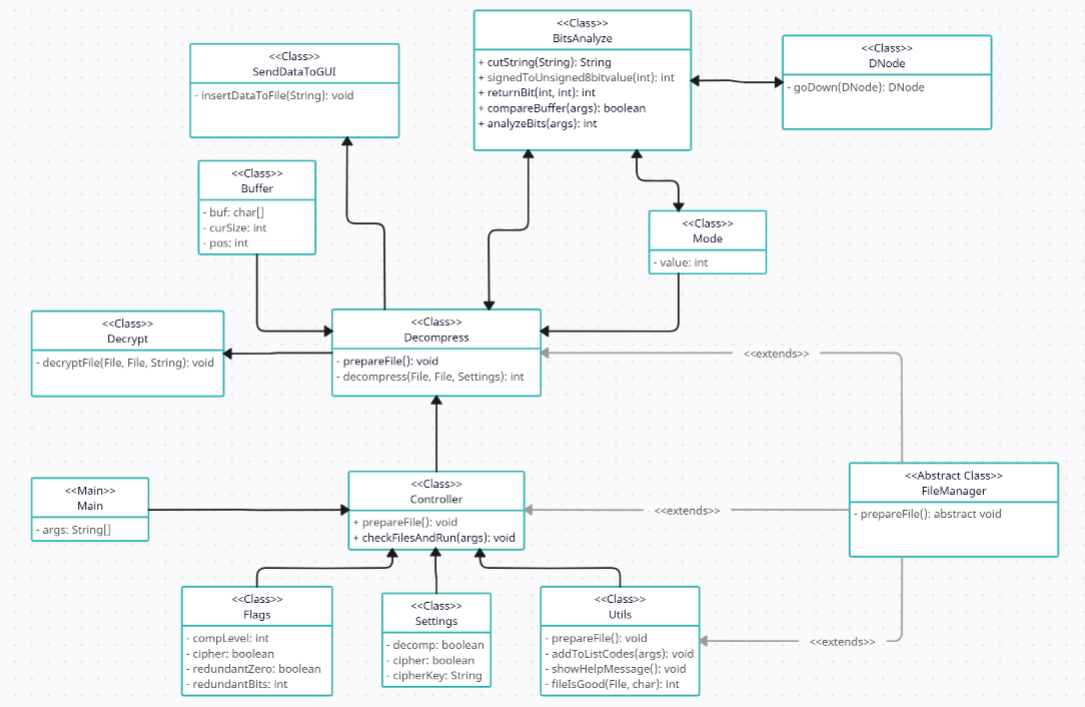 <<Class>>
SendDataToGUI
- insertDataToFile(String): void
<<Class>>
BitsAnalyze
+ cutString(String): String
+ signedToUnsigned8bitvalue(int): int
+ returnBit(int, int): int
+ compareBuffer(args): boolean
+ analyzeBits(args): int
<<Class>>
DNode
- goDown(DNode): DNode
<<Class>>
Buffer
- buf: char[]
- curSize: int
- pos: int
<<Class>>
Mode
- value: int
<<Class>>
Decrypt
- decryptFile(File, File, String): void
<<Class>>
Decompress
- prepareFile(): void
- decompress(File, File, Settings): int
<<extends>>
<<Main>>
Main
- args: String[]
<<Class>>
Controller
+ prepareFile(): void
+ checkFilesAndRun(args): void
<<extends>>
<<Abstract Class>>
FileManager
- prepareFile(): abstract void
<<Class>>
Flags
- compLevel: int
- cipher: boolean
- redundantZero: boolean
- redundantBits: int
<<Class>>
Settings
- decomp: boolean
- cipher: boolean
- cipherKey: String
<<Class>>
Utils
- prepareFile(): void
- addToListCodes(args): void
- showHelpMessage(): void
- fileIsGood(File, char): int
<<extends>>